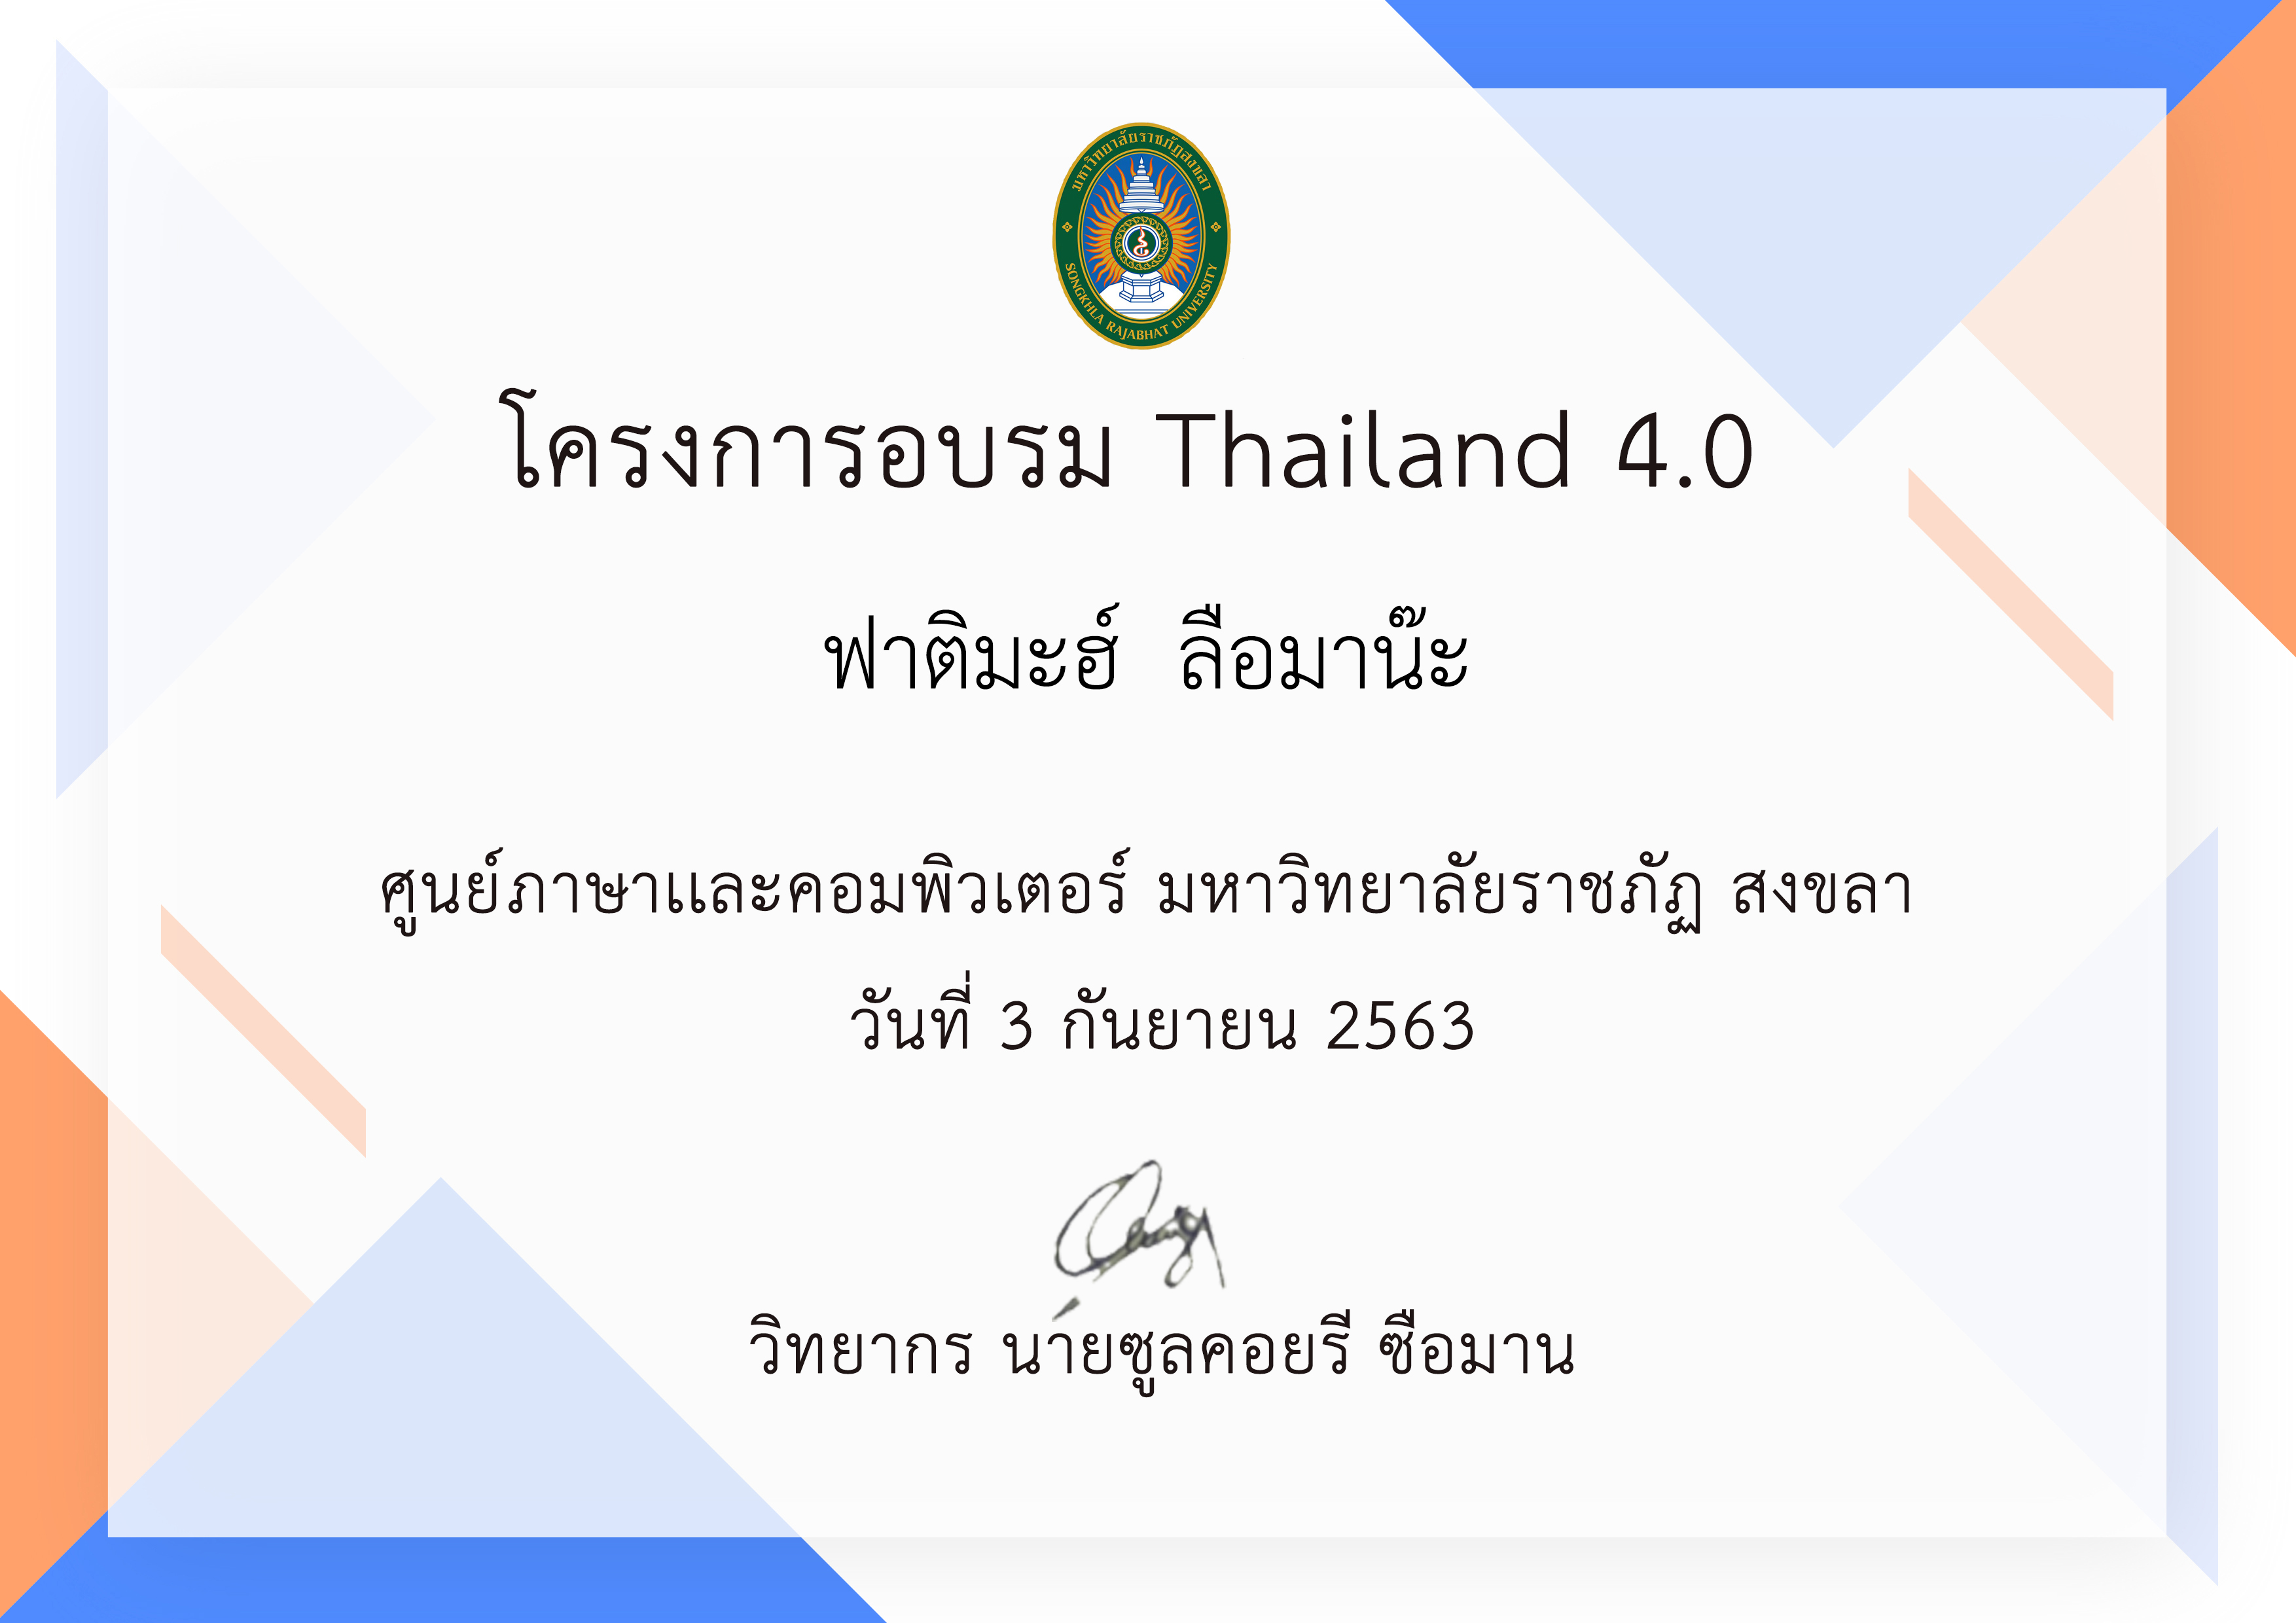 มหาวิทยาลัยราชภัฏสงขลา
SONGKHLA RAJABHAT UNIVERSITY
โครงการอบรม Thailand 4.0
ฟาติมะฮ์ ลือมาน๊ะ
ศูนย์ภาษาและคอมพิวเตอร์ มหาวิทยาลัยราชภัฏ สงขลา
วันที่ 3 กันยายน 2563
วิทยากร นายซูลคอยรี ซือมาน